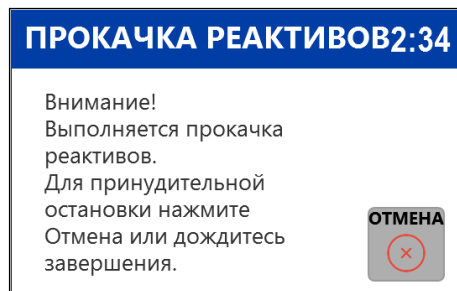 ПРОКАЧКА РЕАКТИВОВ2:34
Внимание!
Выполняется прокачка
реактивов.
Для принудительной
остановки нажмите
Отмена или дождитесь
завершения.
ОТМЕНА